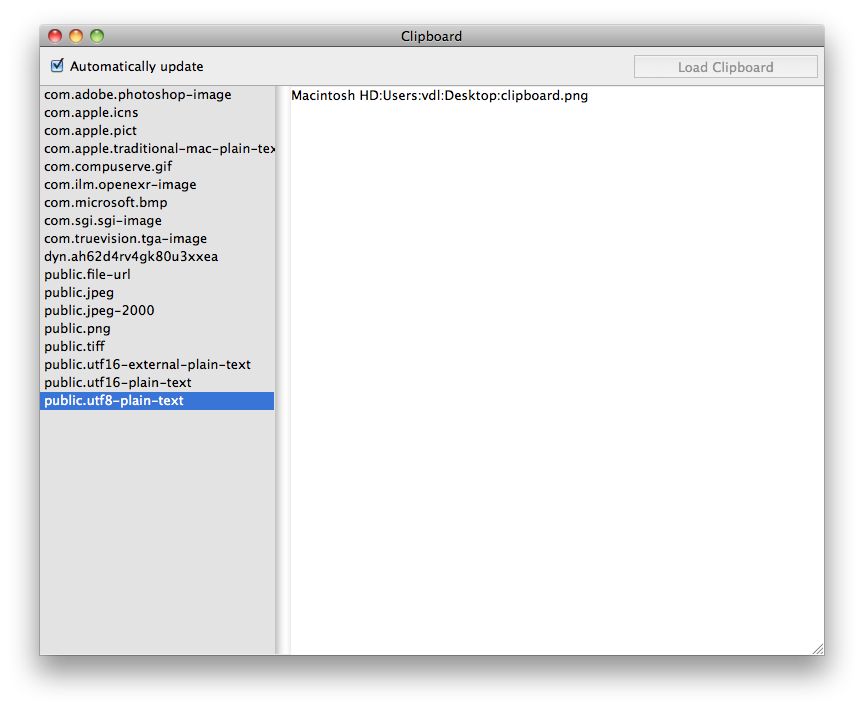 Clipboard
Automatically update
Load Clipboard
com.adobe.photoshop-image
com.apple.icns
com.apple.pict
com.apple.traditional-mac-plain-tex
com.compuserve.gif
com.ilm.openexr-image
com.microsoft.bmp
com.sgi.sgi-image
com.truevision.tga-image
dyn.ah62d4rv4gk80u3xxea
public.file-url
public.jpeg
public.jpeg-2000
public.png
public.tiff
public.utf16-external-plain-text
public.utf16-plain-text
public.utf8-plain-text
Macintosh HD:Users:vdl:Desktop:clipboard.png